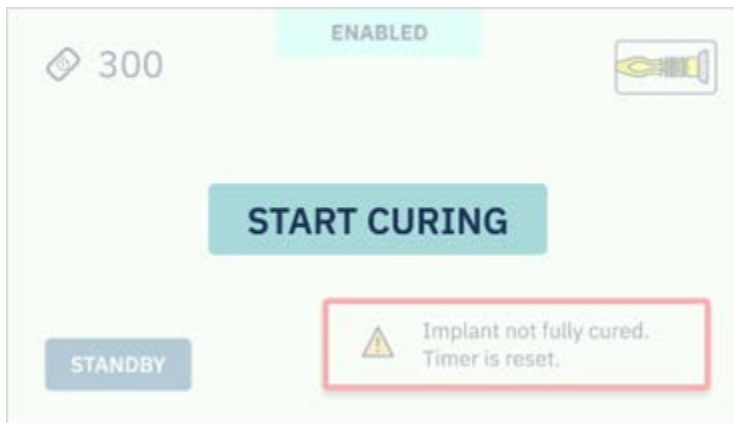 ENABLED
300
START CURING
Implant not fully cured.
Timer is reset.
STANDBY